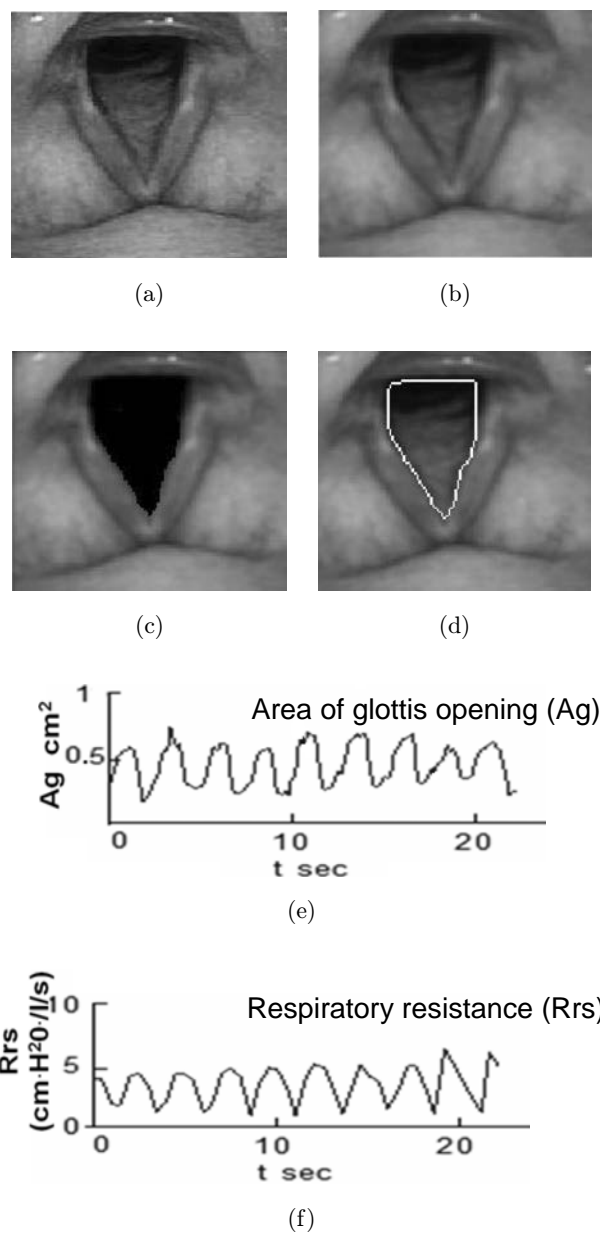 (a)
(b)
(c)
(d)
1
Area of glottis opening (Ag)
0.5
Ag cm²
0
10
20
t sec
(e)
10
Respiratory resistance (Rrs)
Rrs
(cm·H²0·/l/s)
5
0
0
10
20
t sec
(f)